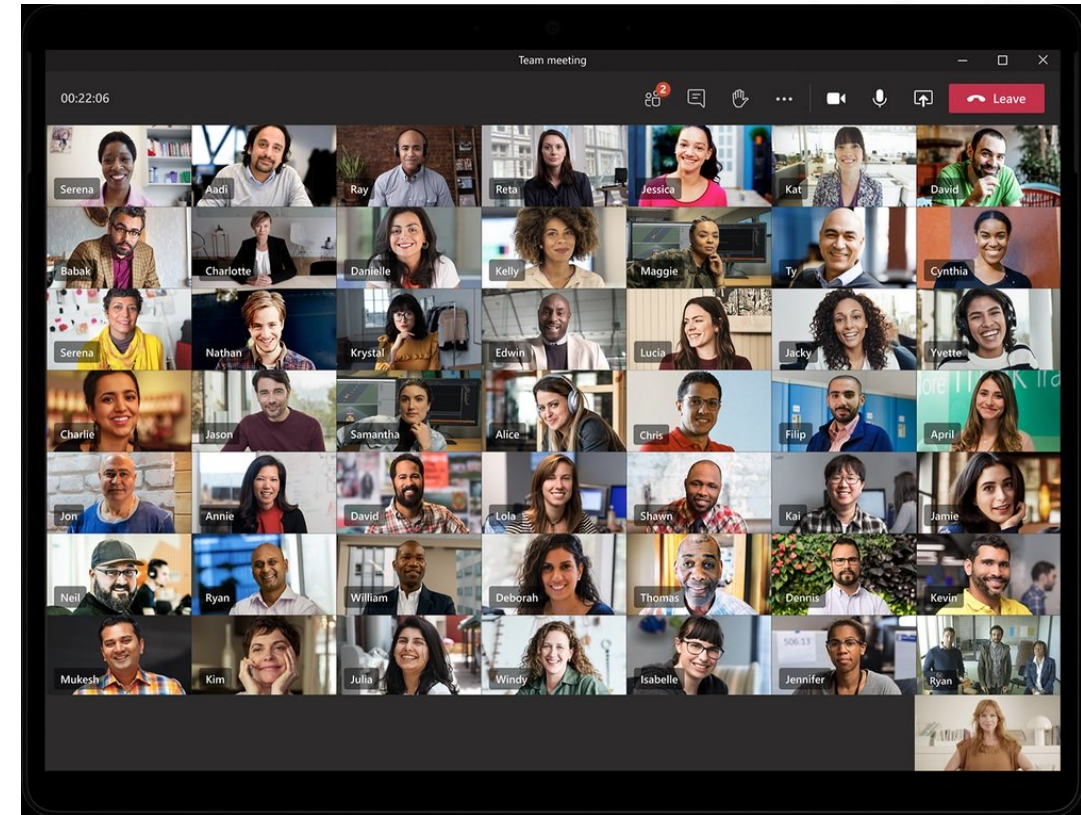 Team meeting
00:22:06
2
Leave
Serena
Aadi
Ray
Reta
Jessica
Kat
David
Babak
Charlotte
Danielle
Kelly
Maggie
Ty
Cynthia
Serena
Nathan
Krystal
Edwin
Lucia
Jacky
Yvette
Charlie
Jason
Samantha
Alice
Chris
Filip
April
Jon
Annie
David
Lola
Shawn
Kai
Jamie
Neil
Ryan
William
Deborah
Thomas
Dennis
Kevin
Mukesh
Kim
Julia
Windy
Isabelle
506.13
Jennifer
Ryan